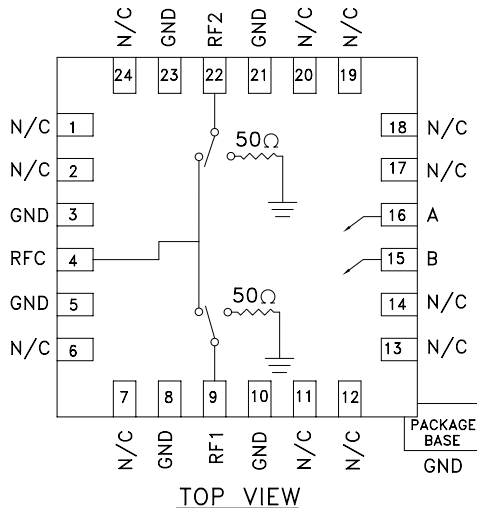 N/C GND RF2 GND N/C N/C
24 23 22 21 20 19
N/C 1 50Ω 18 N/C
N/C 2 17 N/C
GND 3 16 A
RFC 4 15 B
GND 5 50Ω 14 N/C
N/C 6 13 N/C
7 8 9 10 11 12
N/C GND RF1 GND N/C N/C
PACKAGE
BASE
GND
TOP VIEW